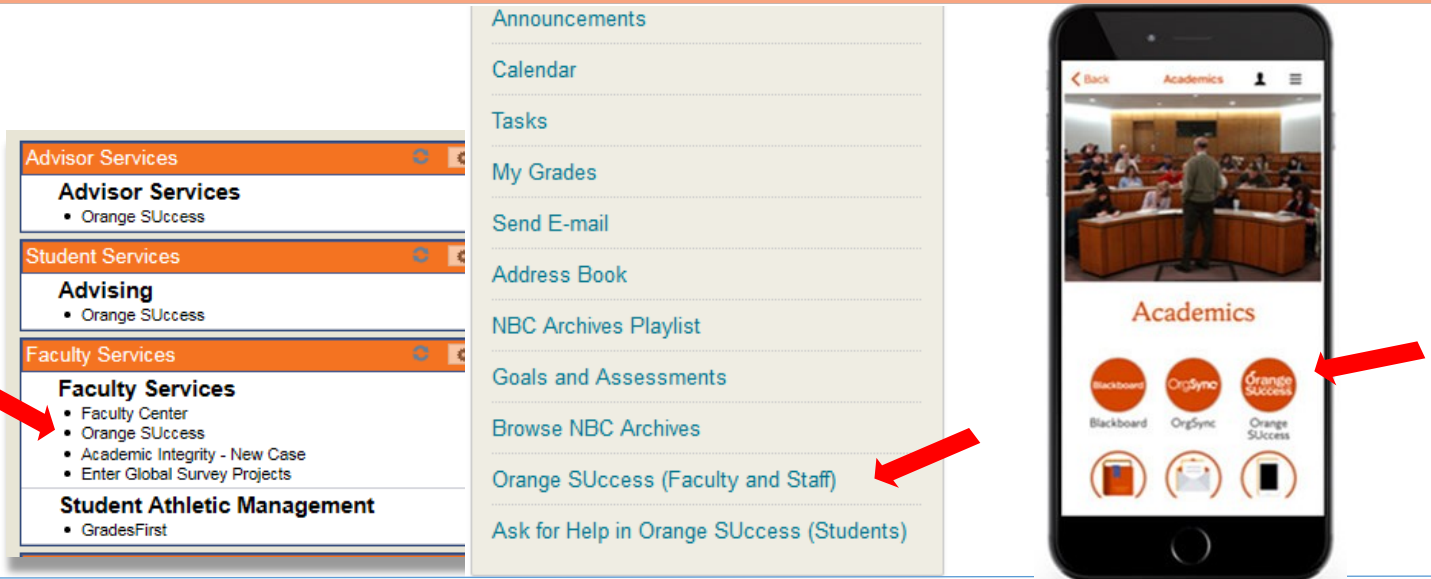 Advisor Services
Advisor Services
• Orange SUccess
Student Services
Advising
• Orange SUccess
Faculty Services
Faculty Services
• Faculty Center
• Orange SUccess
• Academic Integrity - New Case
• Enter Global Survey Projects
Student Athletic Management
• GradesFirst
Announcements
Calendar
Tasks
My Grades
Send E-mail
Address Book
NBC Archives Playlist
Goals and Assessments
Browse NBC Archives
Orange SUccess (Faculty and Staff)
Ask for Help in Orange SUccess (Students)
Back Academics
Academics
Blackboard OrgSync Orange
SUccess
Blackboard OrgSync Orange
SUccess